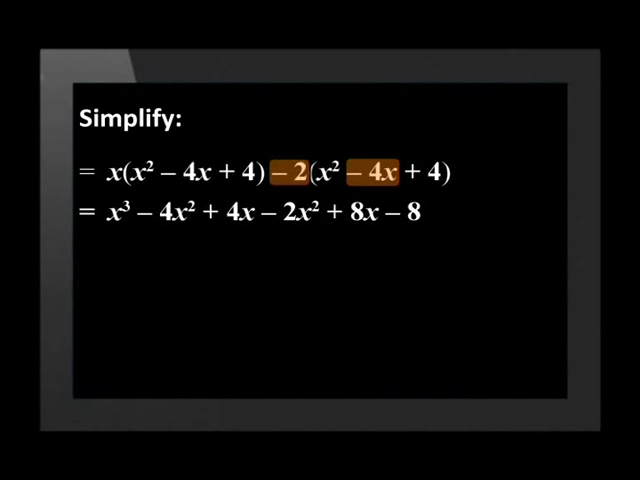 Simplify:
= x(x² – 4x + 4) – 2(x² – 4x + 4)
= x³ – 4x² + 4x – 2x² + 8x – 8